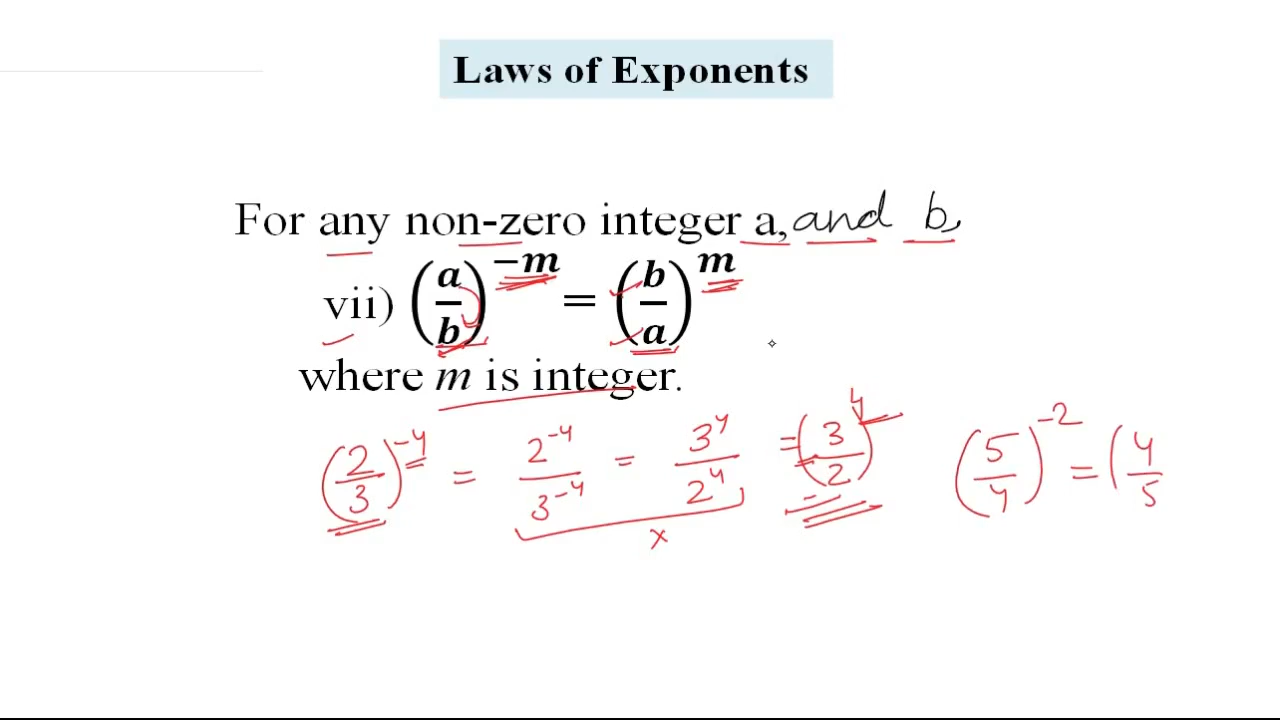 Laws of Exponents
For any non-zero integer a, and b,
vii) (a/b)^-m = (b/a)^m
where m is integer.
(2/3)^-4 = 2^-4/3^-4 = 3^4/2^4 = (3/2)^4 (5/4)^-2 = (4/5
x